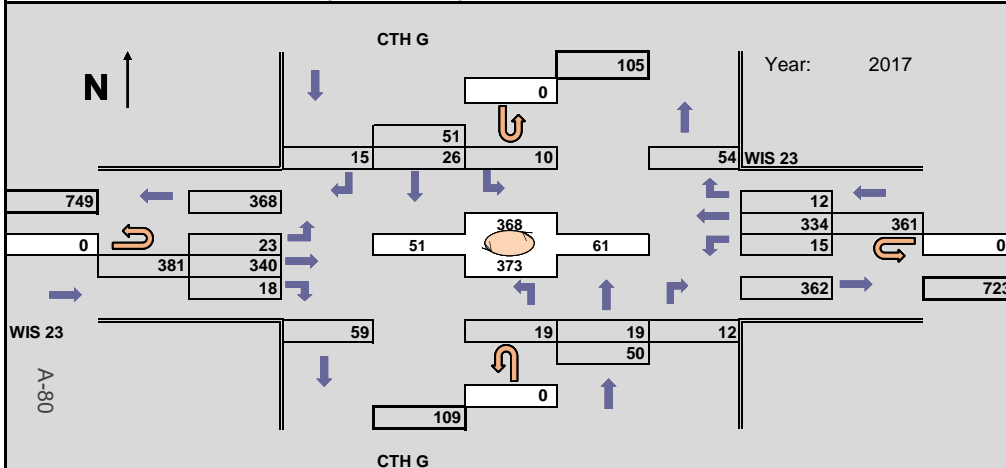 CTH G
105
Year: 2017
N
0
51
15 26 10 54 WIS 23
749 368 12
368 334 361
0 23 51 61 15 0
373
381 340
18 362 723
WIS 23 59 19 19 12
50
A-80
0
109
CTH G